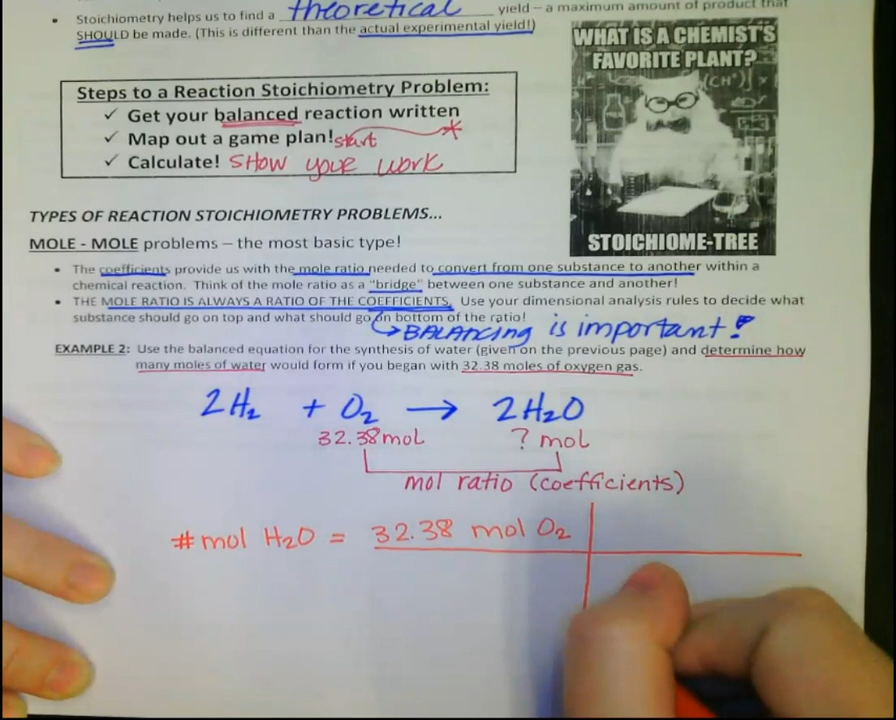 • Stoichiometry helps us to find a theoretical yield – a maximum amount of product that
SHOULD be made. (This is different than the actual experimental yield!)
WHAT IS A CHEMIST'S
FAVORITE PLANT?
STOICHIOME-TREE
Steps to a Reaction Stoichiometry Problem:
✓ Get your balanced reaction written
✓ Map out a game plan! start *
✓ Calculate! SHOW your work
TYPES OF REACTION STOICHIOMETRY PROBLEMS...
MOLE - MOLE problems – the most basic type!
• The coefficients provide us with the mole ratio needed to convert from one substance to another within a
chemical reaction. Think of the mole ratio as a "bridge" between one substance and another!
• THE MOLE RATIO IS ALWAYS A RATIO OF THE COEFFICIENTS. Use your dimensional analysis rules to decide what
substance should go on top and what should go on bottom of the ratio!
↳ BALANCING is important!
EXAMPLE 2: Use the balanced equation for the synthesis of water (given on the previous page) and determine how
many moles of water would form if you began with 32.38 moles of oxygen gas.
2H₂ + O₂ → 2H₂O
32.38mol ? mol
mol ratio (coefficients)
#mol H₂O = 32.38 mol O₂